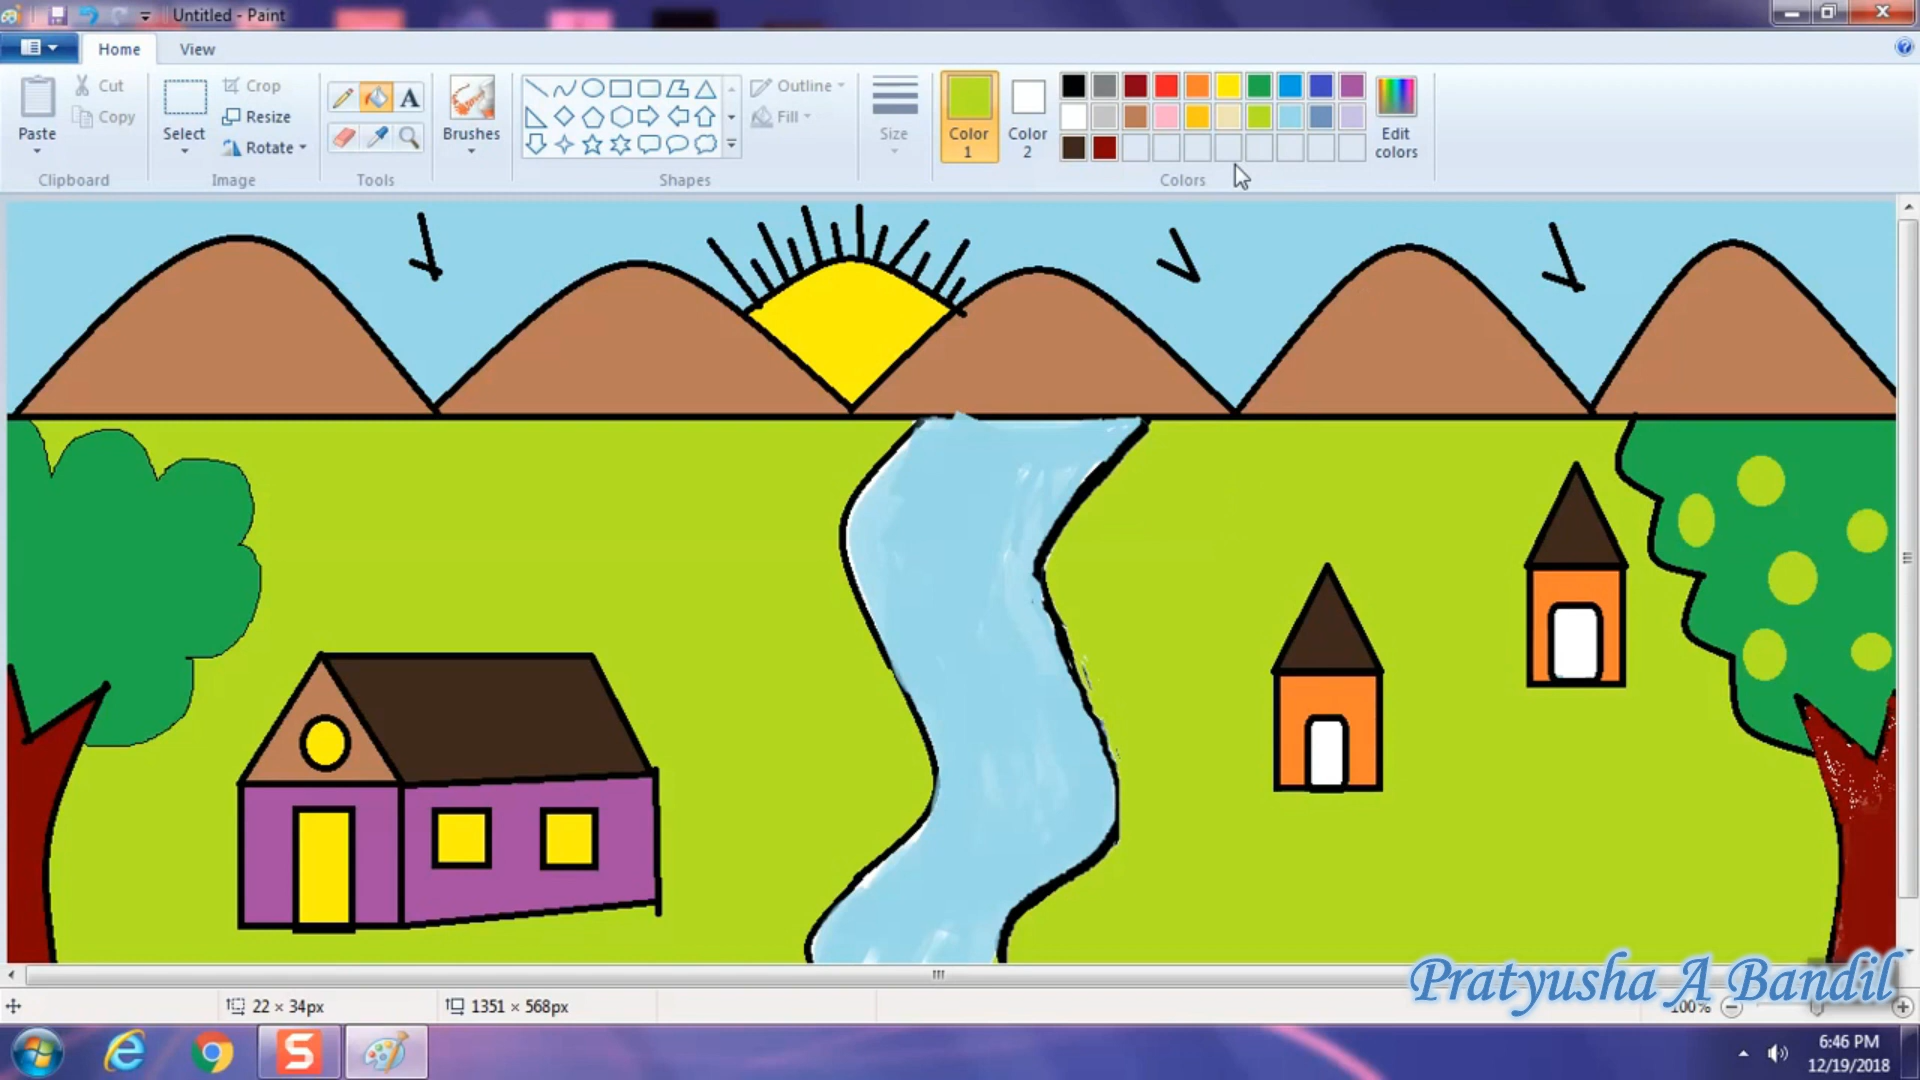 Untitled - Paint
Home View
Paste
Cut
Copy
Clipboard
Select
Crop
Resize
Rotate
Image
A
Tools
Brushes
Shapes
Outline
Fill
Size
Color
1
Color
2
Edit
colors
Colors
22 × 34px
1351 × 568px
100%
Pratyusha A Bandil
6:46 PM
12/19/2018